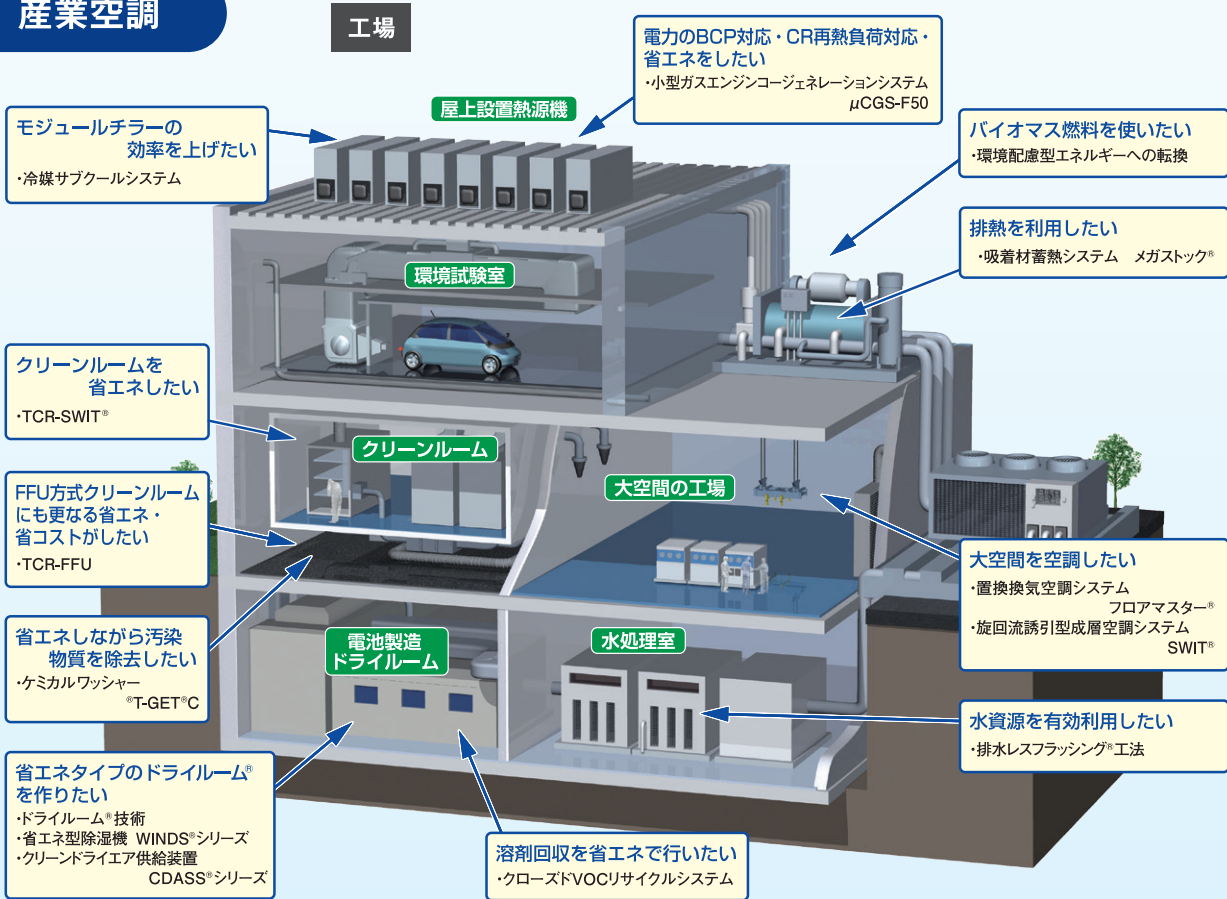 産業空調
工場
電力のBCP対応・CR再熱負荷対応・
省エネをしたい
・小型ガスエンジンコージェネレーションシステム
μCGS-F50
屋上設置熱源機
モジュールチラーの
効率を上げたい
・冷媒サブクールシステム
バイオマス燃料を使いたい
・環境配慮型エネルギーへの転換
排熱を利用したい
・吸着材蓄熱システム メガストック®
環境試験室
クリーンルームを
省エネしたい
・TCR-SWIT®
クリーンルーム
大空間の工場
FFU方式クリーンルーム
にも更なる省エネ・
省コストがしたい
・TCR-FFU
大空間を空調したい
・置換換気空調システム
フロアマスター®
・旋回流誘引型成層空調システム
SWIT®
省エネしながら汚染
物質を除去したい
・ケミカルワッシャー
®T-GET®C
電池製造
ドライルーム
水処理室
水資源を有効利用したい
・排水レスフラッシング®工法
省エネタイプのドライルーム®
を作りたい
・ドライルーム®技術
・省エネ型除湿機 WINDS®シリーズ
・クリーンドライエア供給装置
CDASS®シリーズ
溶剤回収を省エネで行いたい
・クローズドVOCリサイクルシステム